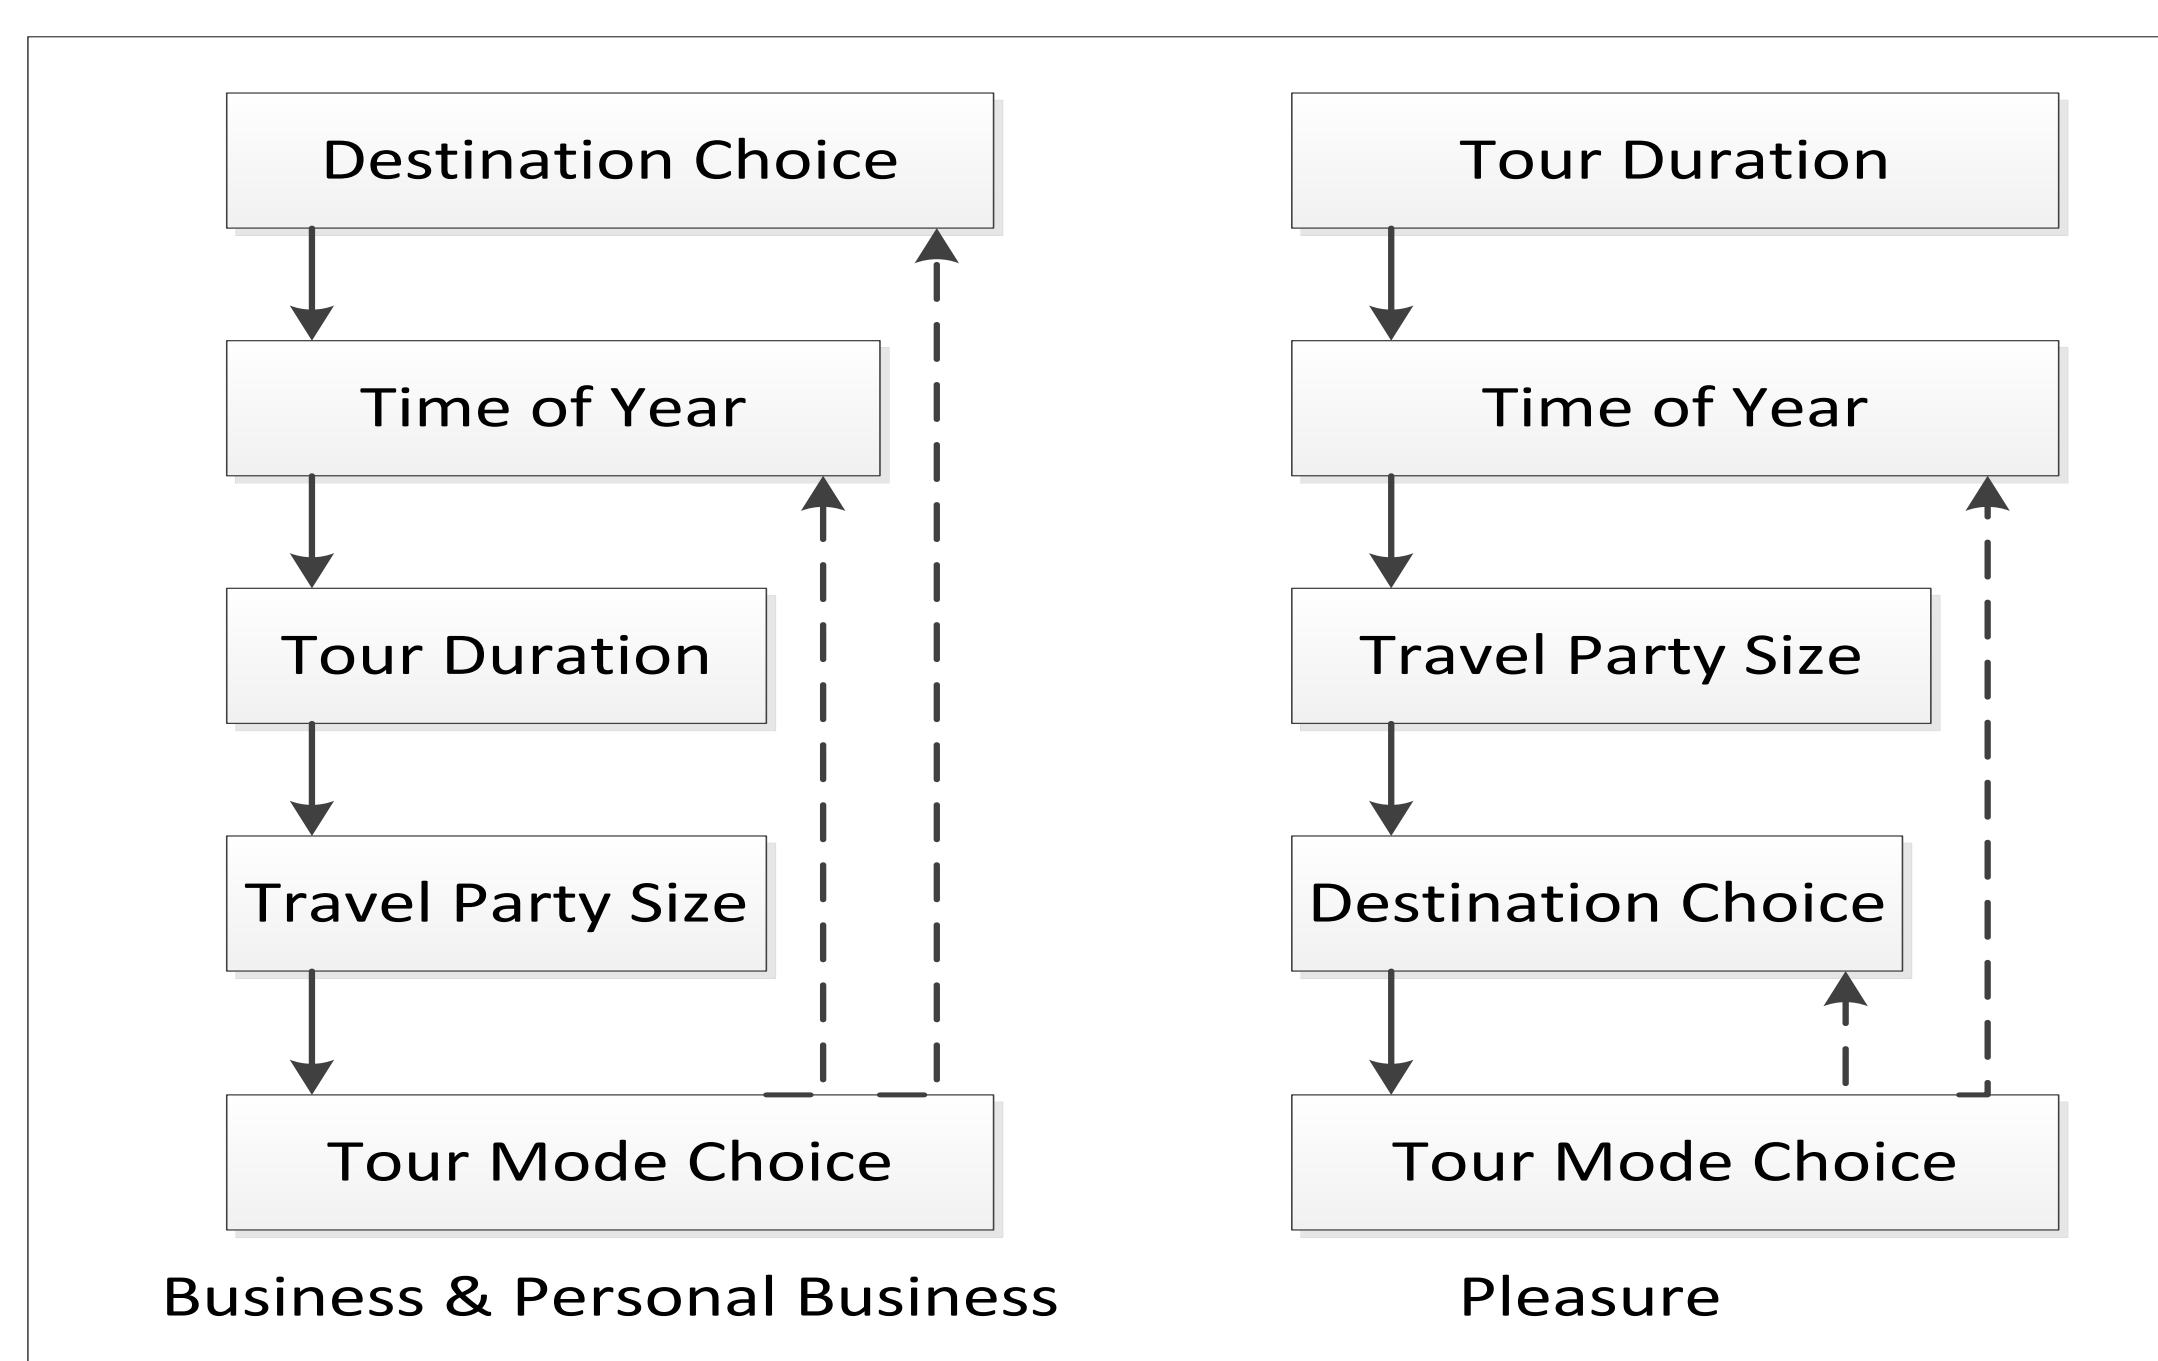 Destination Choice
Time of Year
Tour Duration
Travel Party Size
Tour Mode Choice
Business & Personal Business
Tour Duration
Time of Year
Travel Party Size
Destination Choice
Tour Mode Choice
Pleasure